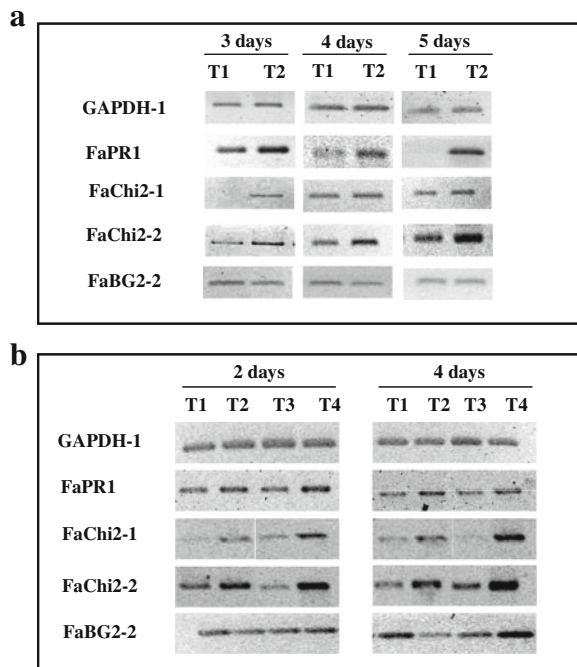 a
3 days 4 days 5 days
T1 T2 T1 T2 T1 T2
GAPDH-1
FaPR1
FaChi2-1
FaChi2-2
FaBG2-2
b
2 days 4 days
T1 T2 T3 T4 T1 T2 T3 T4
GAPDH-1
FaPR1
FaChi2-1
FaChi2-2
FaBG2-2